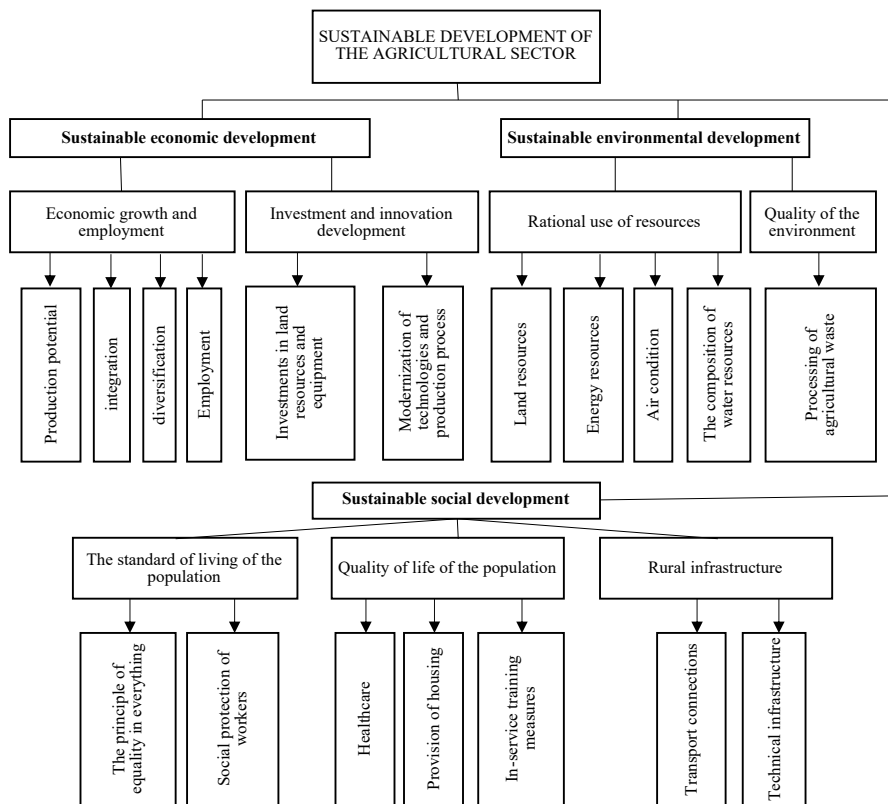 SUSTAINABLE DEVELOPMENT OF
THE AGRICULTURAL SECTOR
Sustainable economic development
Sustainable environmental development
Economic growth and
employment
Investment and innovation
development
Rational use of resources
Quality of the
environment
Production potential
integration
diversification
Employment
Investments in land
resources and
equipment
Modernization of
technologies and
production process
Land resources
Energy resources
Air condition
The composition of
water resources
Processing of
agricultural waste
Sustainable social development
The standard of living of the
population
Quality of life of the population
Rural infrastructure
The principle of
equality in everything
Social protection of
workers
Healthcare
Provision of housing
In-service training
measures
Transport connections
Technical infrastructure